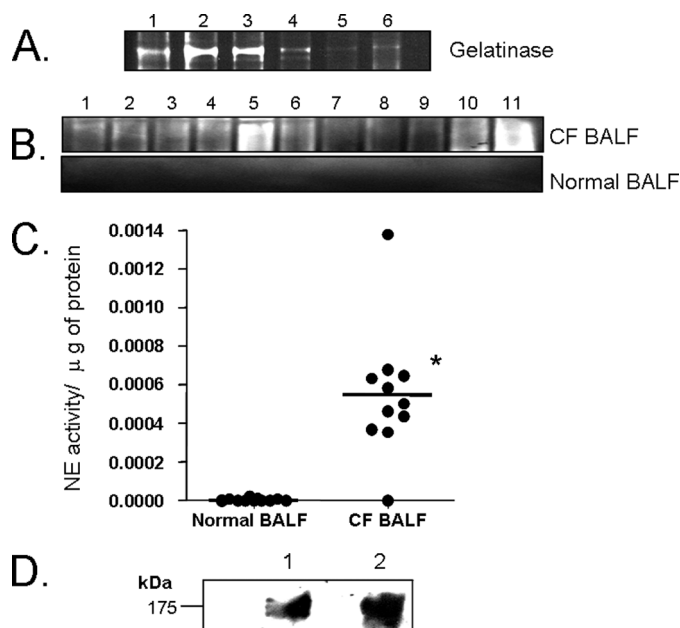 A.
1 2 3 4 5 6
Gelatinase
B.
1 2 3 4 5 6 7 8 9 10 11
CF BALF
Normal BALF
C.
NE activity/ μ g of protein
0.0014
0.0012
0.0010
0.0008
0.0006
0.0004
0.0002
0.0000
*
Normal BALF CF BALF
D.
1 2
kDa
175